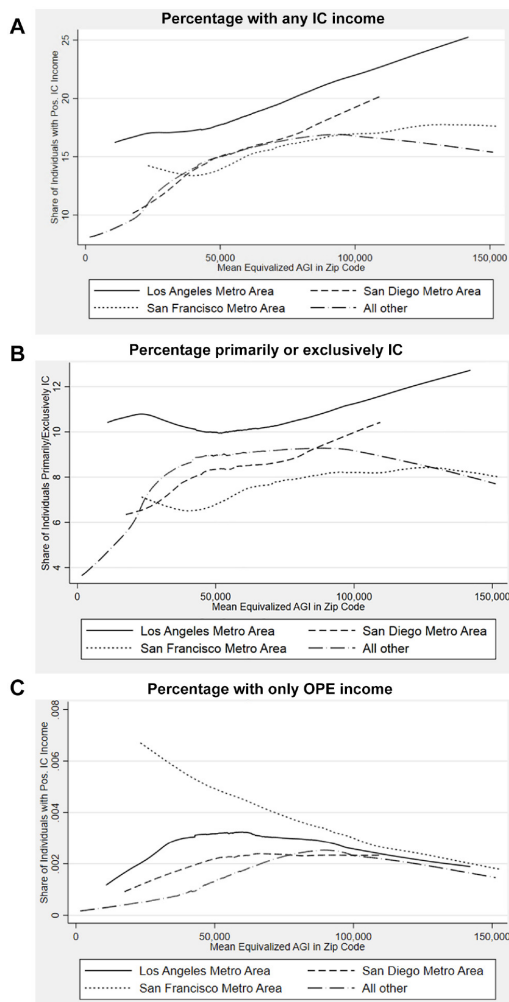 A
Percentage with any IC income
Share of Individuals with Pos. IC Income
25
20
15
10
0
50,000
100,000
150,000
Mean Equivalized AGI in Zip Code
Los Angeles Metro Area
San Diego Metro Area
San Francisco Metro Area
All other
B
Percentage primarily or exclusively IC
Share of Individuals Primarily/Exclusively IC
12
10
8
6
4
0
50,000
100,000
150,000
Mean Equivalized AGI in Zip Code
Los Angeles Metro Area
San Diego Metro Area
San Francisco Metro Area
All other
C
Percentage with only OPE income
Share of Individuals with Pos. IC Income
.008
.006
.004
.002
0
0
50,000
100,000
150,000
Mean Equivalized AGI in Zip Code
Los Angeles Metro Area
San Diego Metro Area
San Francisco Metro Area
All other